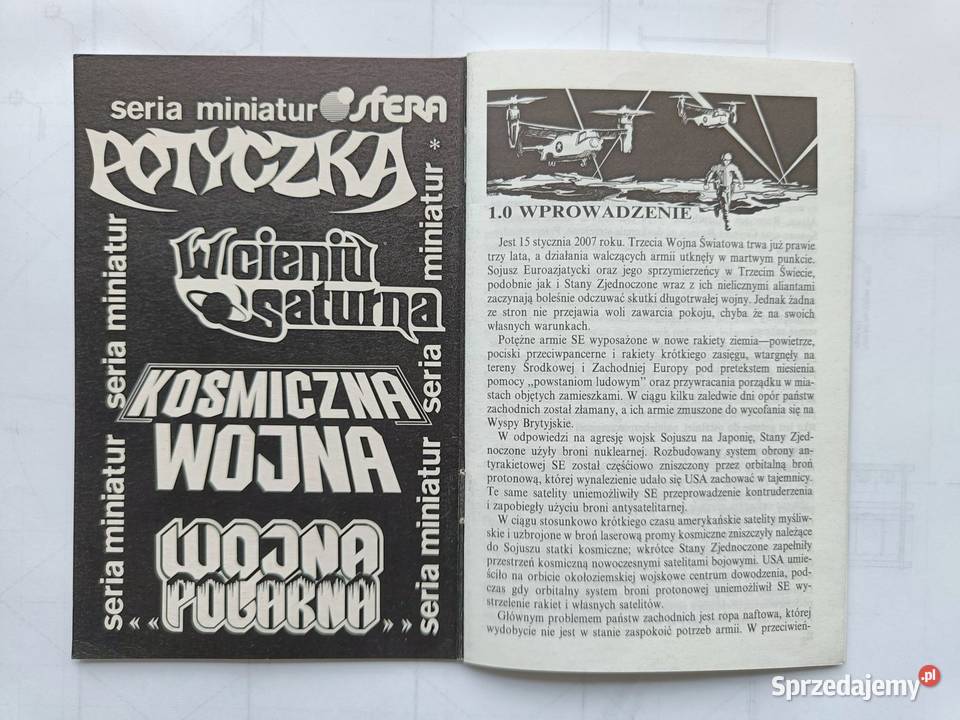 seria miniatur SFERA
POTYCZKA
W cieniu
saturna
KOSMICZNA
WOJNA
WOJNA
POLARNA
« « » »
seria miniatur seria miniatur
seria miniatur seria miniatur miniatur *
1.0 WPROWADZENIE
Jest 15 stycznia 2007 roku. Trzecia Wojna Światowa trwa już prawie
trzy lata, a działania walczących armii utknęły w martwym punkcie.
Sojusz Euroazjatycki oraz jego sprzymierzeńcy w Trzecim Świecie,
podobnie jak i Stany Zjednoczone wraz z ich nielicznymi aliantami
zaczynają boleśnie odczuwać skutki długotrwałej wojny. Jednak żadna
ze stron nie przejawia woli zawarcia pokoju, chyba że na swoich
własnych warunkach.
Potężne armie SE wyposażone w nowe rakiety ziemia—powietrze,
pociski przeciwpancerne i rakiety krótkiego zasięgu, wtargnęły na
tereny Środkowej i Zachodniej Europy pod pretekstem niesienia
pomocy „powstaniom ludowym” oraz przywracania porządku w mia-
stach objętych zamieszkami. W ciągu kilku zaledwie dni opór państw
zachodnich został złamany, a ich armie zmuszone do wycofania się na
Wyspy Brytyjskie.
W odpowiedzi na agresję wojsk Sojuszu na Japonię, Stany Zjed-
noczone użyły broni nuklearnej. Rozbudowany system obrony an-
tyrakietowej SE został częściowo zniszczony przez orbitalną broń
protonową, której wynalezienie udało się USA zachować w tajemnicy.
Te same satelity uniemożliwiły SE przeprowadzenie kontruderzenia
i zapobiegły użyciu broni antysatelitarnej.
W ciągu stosunkowo krótkiego czasu amerykańskie satelity myśliw-
skie i uzbrojone w broń laserową promy kosmiczne zniszczyły należące
do Sojuszu statki kosmiczne; wkrótce Stany Zjednoczone zapełniły
przestrzeń kosmiczną nowoczesnymi satelitami bojowymi. USA umie-
ściło na orbicie okołoziemskiej wojskowe centrum dowodzenia, pod-
czas gdy orbitalny system broni protonowej uniemożliwił SE wy-
strzelenie rakiet i własnych satelitów.
Głównym problemem państw zachodnich jest ropa naftowa, której
wydobycie nie jest w stanie zaspokoić potrzeb armii. W przeciwień-
Sprzedajemy.pl